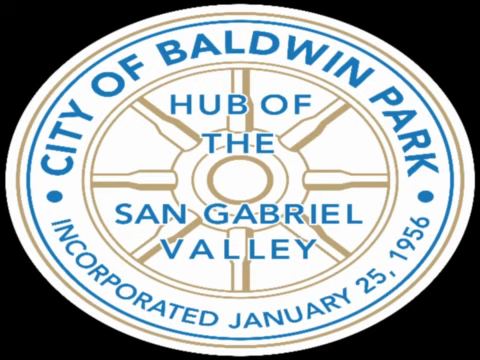 CITY OF BALDWIN PARK
HUB OF
THE
SAN GABRIEL
VALLEY
INCORPORATED JANUARY 25, 1956